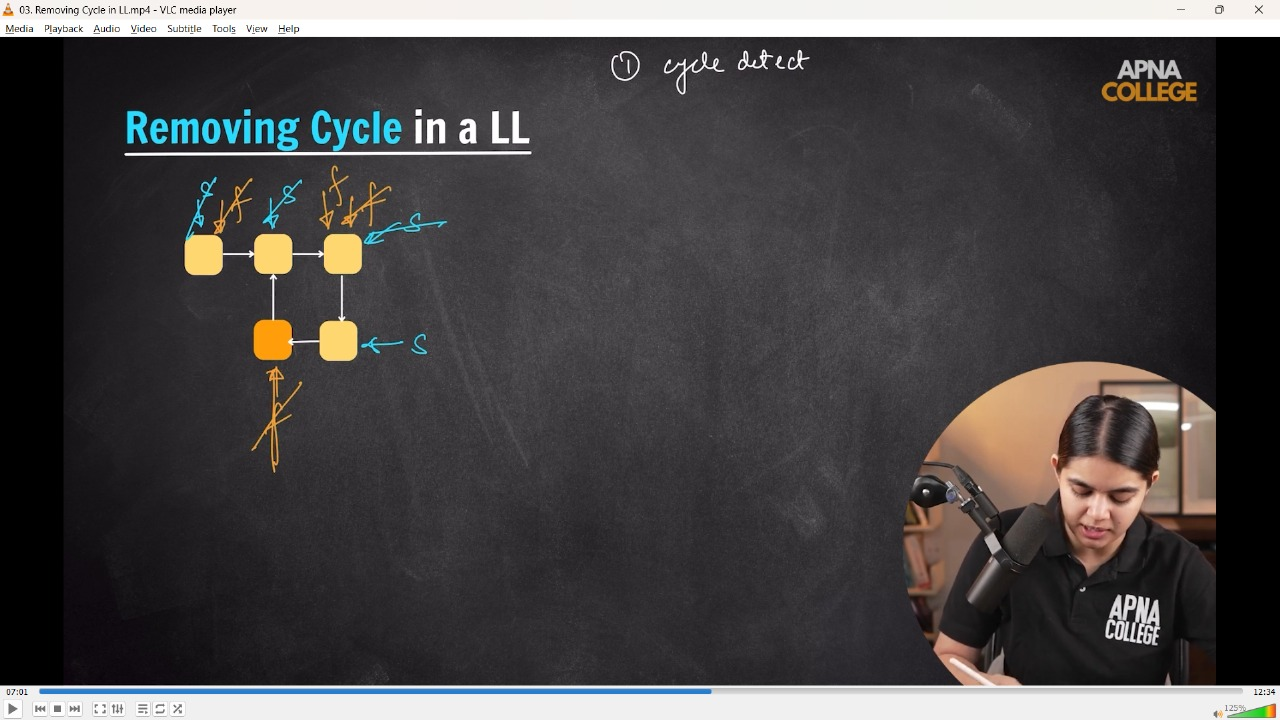 03. Removing Cycle in LL.mp4 - VLC media player
Media Playback Audio Video Subtitle Tools View Help
① cycle detect
APNA
COLLEGE
Removing Cycle in a LL
s f s f f
s
s
f
APNA
COLLEGE
07:01
12:34
125%